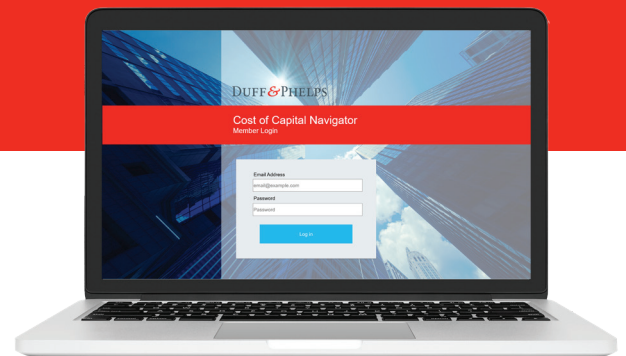 DUFF&PHELPS
Cost of Capital Navigator
Member Login
Email Address
email@example.com
Password
Password
Log in